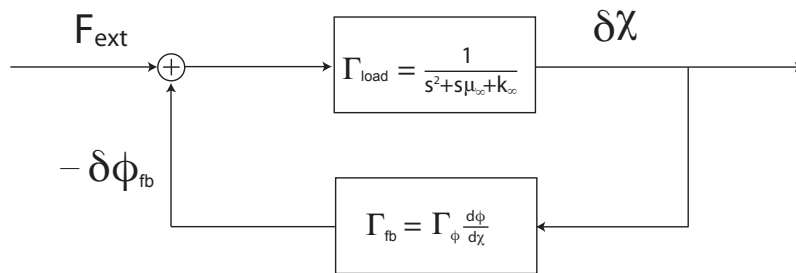 F_ext
δχ
+
Γ_load = 1/(s²+sμ_∞+k_∞)
− δϕ_fb
Γ_fb = Γ_ϕ dϕ/dχ